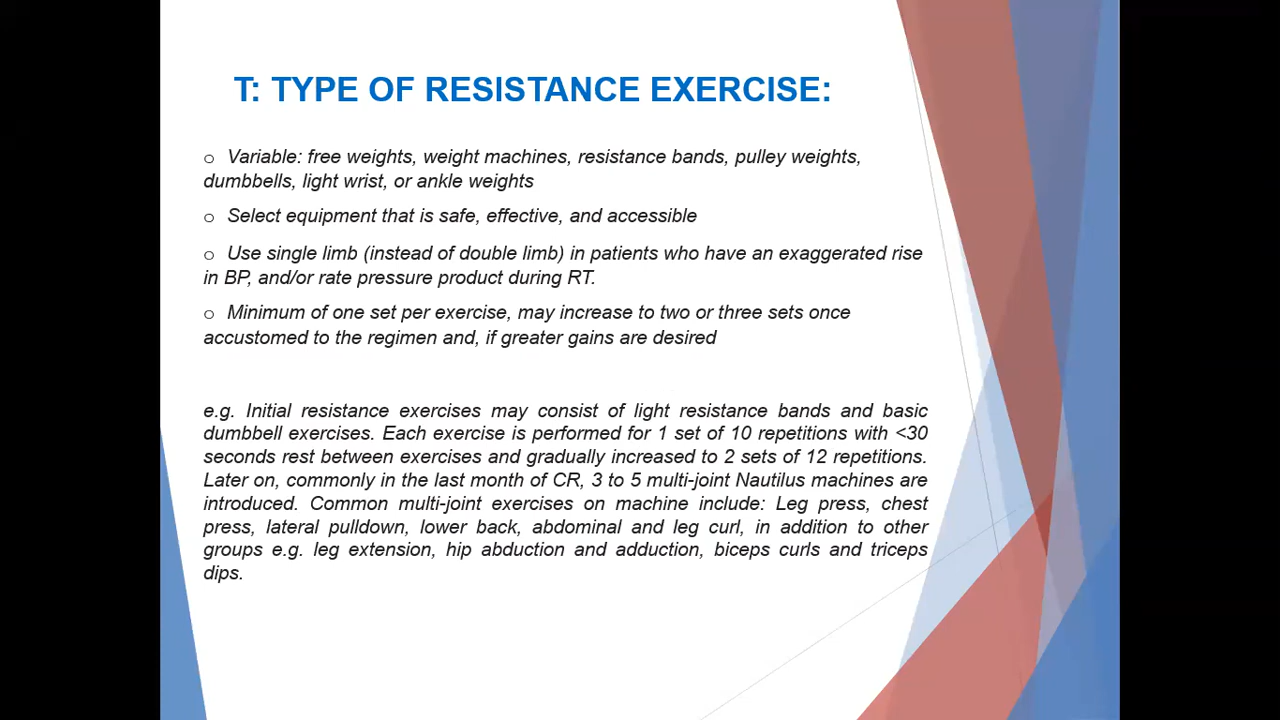 T: TYPE OF RESISTANCE EXERCISE:
o Variable: free weights, weight machines, resistance bands, pulley weights,
dumbbells, light wrist, or ankle weights
o Select equipment that is safe, effective, and accessible
o Use single limb (instead of double limb) in patients who have an exaggerated rise
in BP, and/or rate pressure product during RT.
o Minimum of one set per exercise, may increase to two or three sets once
accustomed to the regimen and, if greater gains are desired
e.g. Initial resistance exercises may consist of light resistance bands and basic
dumbbell exercises. Each exercise is performed for 1 set of 10 repetitions with <30
seconds rest between exercises and gradually increased to 2 sets of 12 repetitions.
Later on, commonly in the last month of CR, 3 to 5 multi-joint Nautilus machines are
introduced. Common multi-joint exercises on machine include: Leg press, chest
press, lateral pulldown, lower back, abdominal and leg curl, in addition to other
groups e.g. leg extension, hip abduction and adduction, biceps curls and triceps
dips.